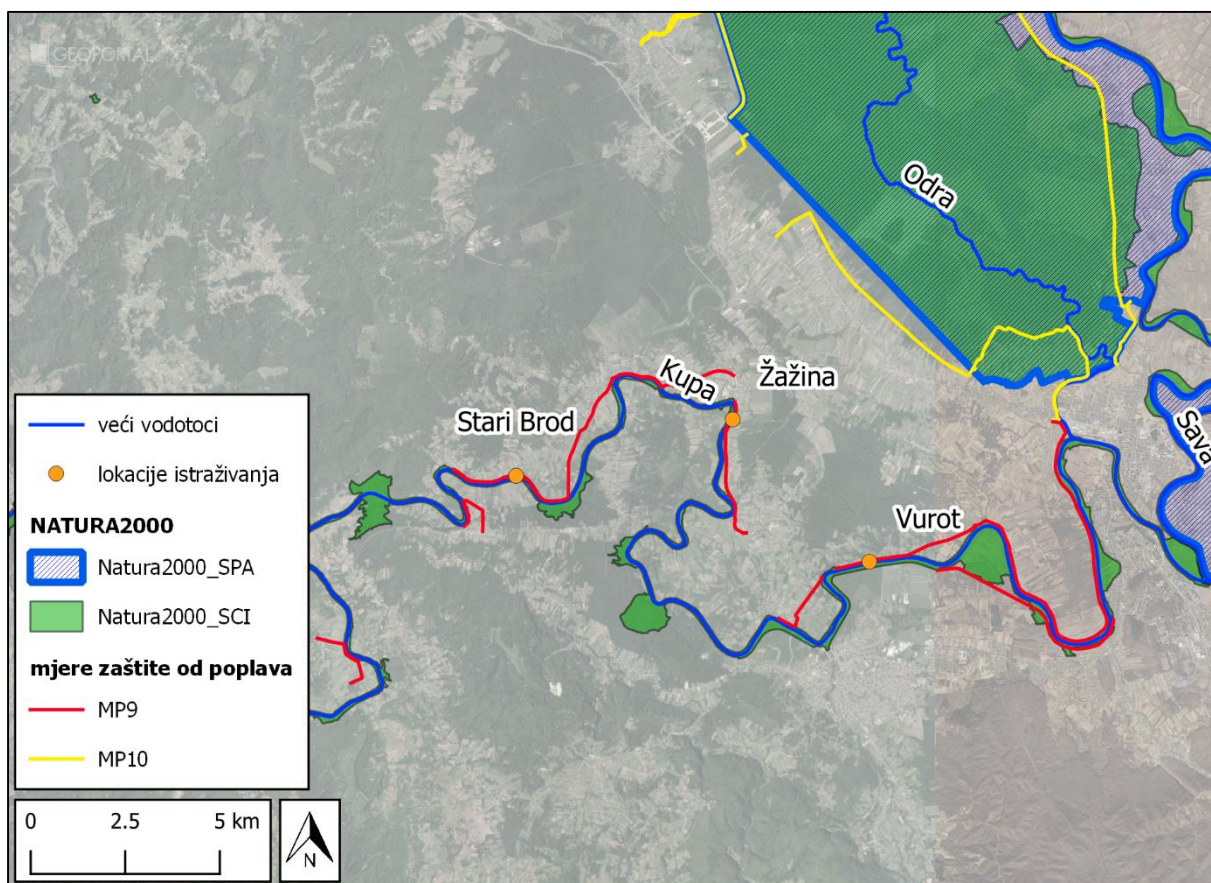 GEOPORTAL
Odra
Žažina
Kupa
Stari Brod
Sava
Vurot
veći vodotoci
lokacije istraživanja
NATURA2000
Natura2000_SPA
Natura2000_SCI
mjere zaštite od poplava
MP9
MP10
0 2.5 5 km
N